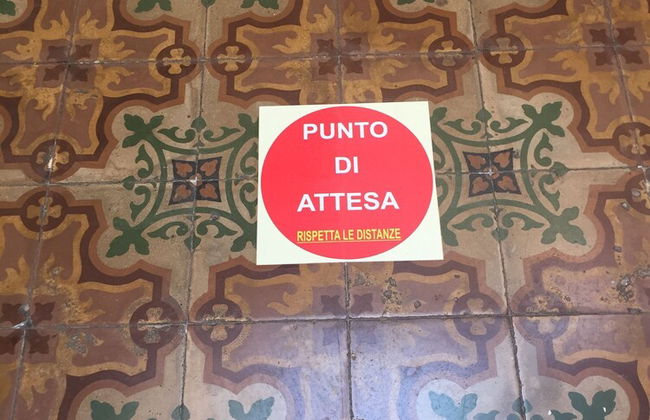 PUNTO
DI
ATTESA
RISPETTA LE DISTANZE